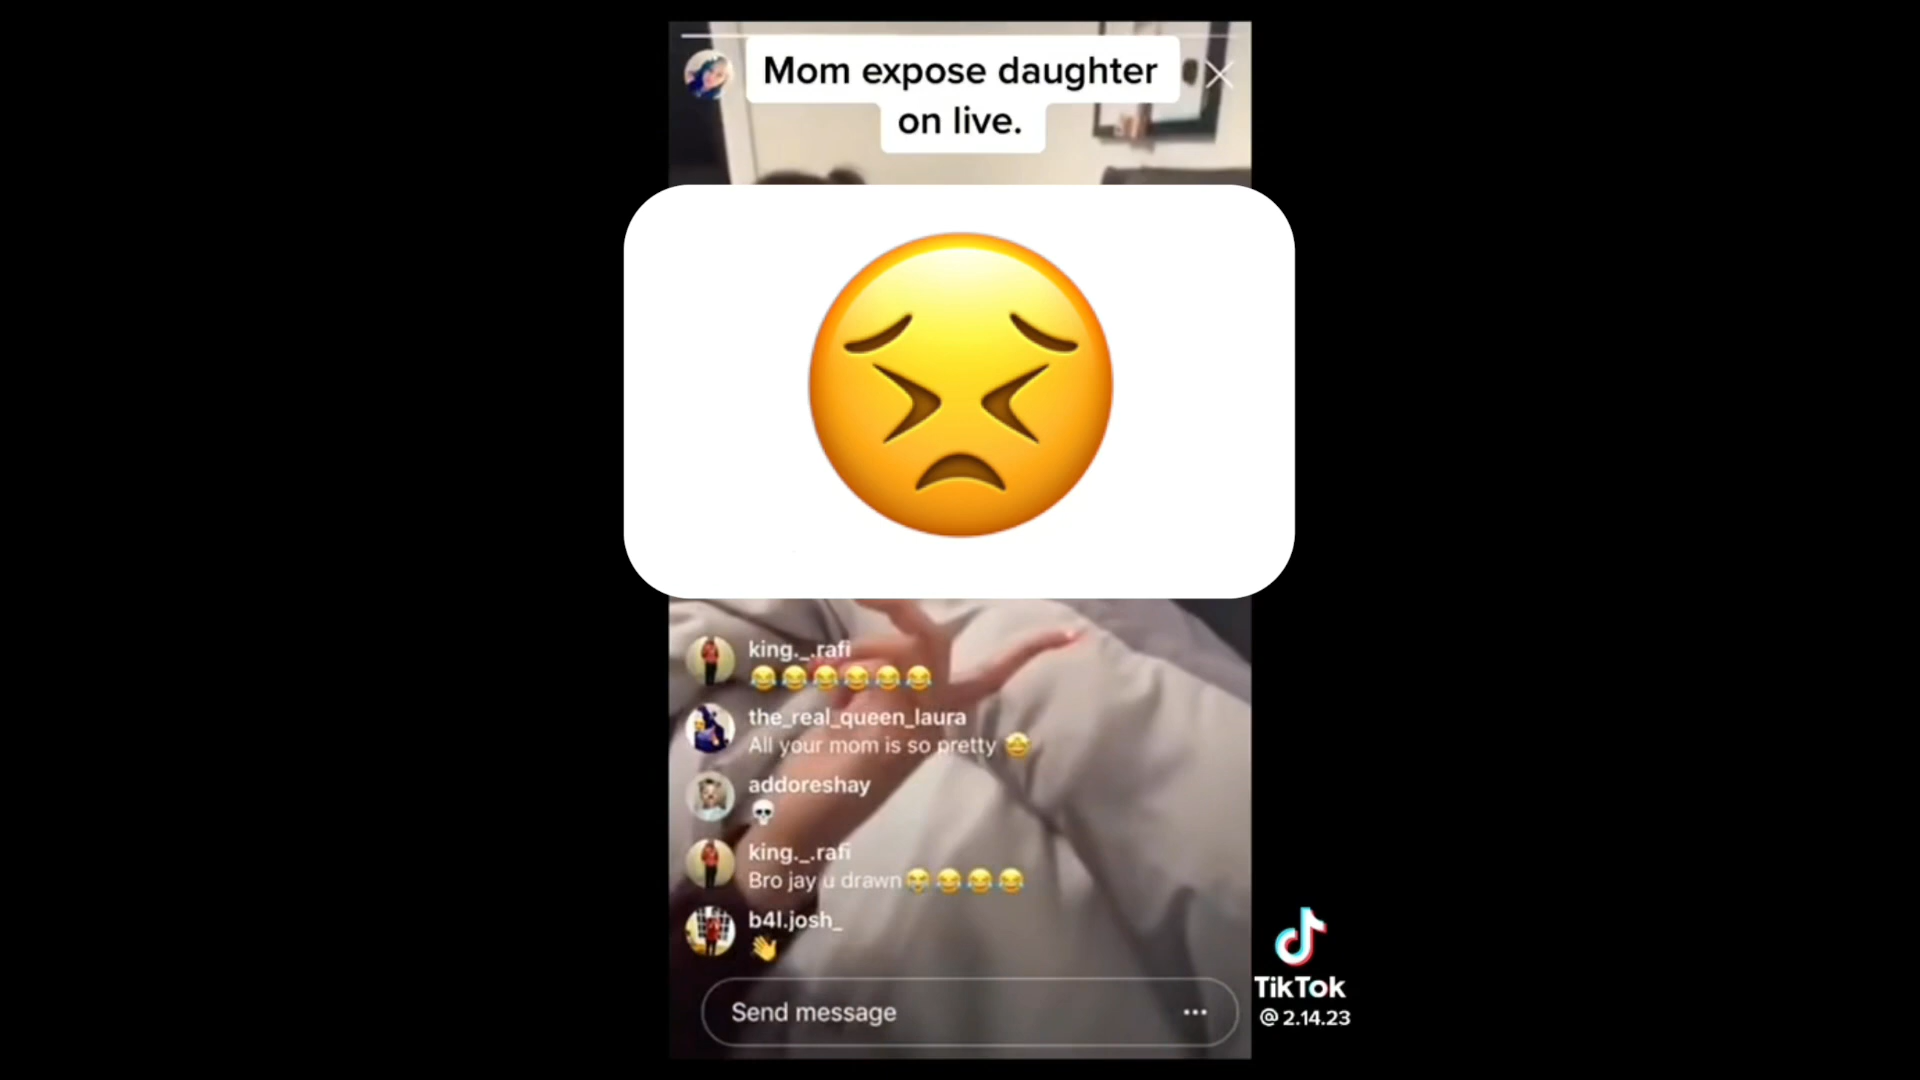 Mom expose daughter
on live.
king._.rafi
😂😂😂😂😂😂
the_real_queen_laura
All your mom is so pretty 🤩
addoreshay
💀
king._.rafi
Bro jay u drawn😭😂😂😂
b4l.josh_
👋
Send message
TikTok
@ 2.14.23